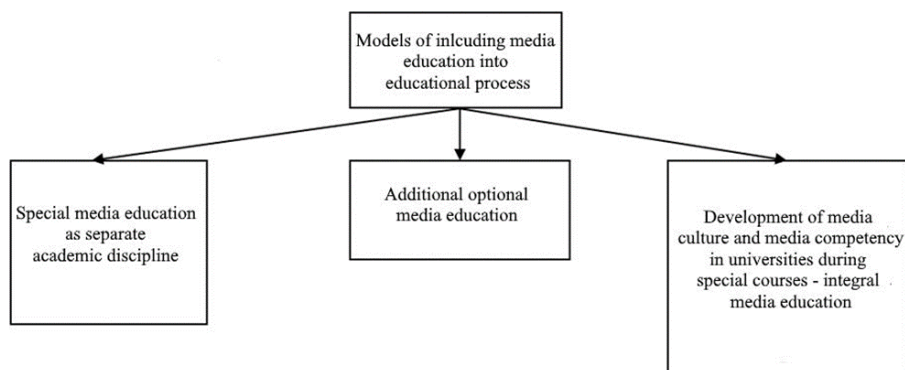 Models of inlcuding media
education into
educational process
Special media education
as separate
academic discipline
Additional optional
media education
Development of media
culture and media competency
in universities during
special courses - integral
media education